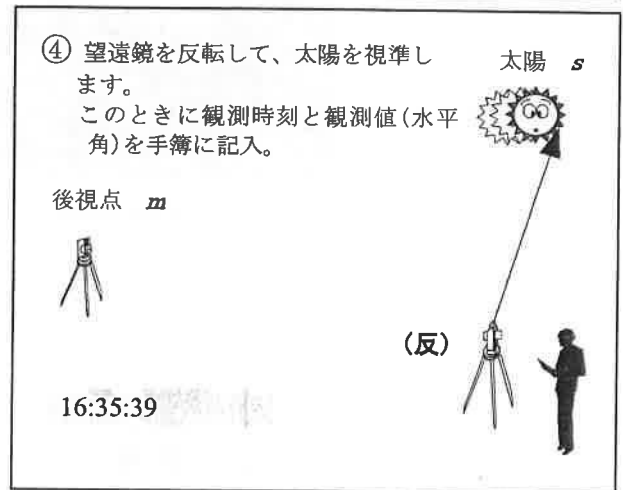 ④ 望遠鏡を反転して、太陽を視準し
ます。
このときに観測時刻と観測値(水平
角)を手簿に記入。
太陽 s
後視点 m
(反)
16:35:39